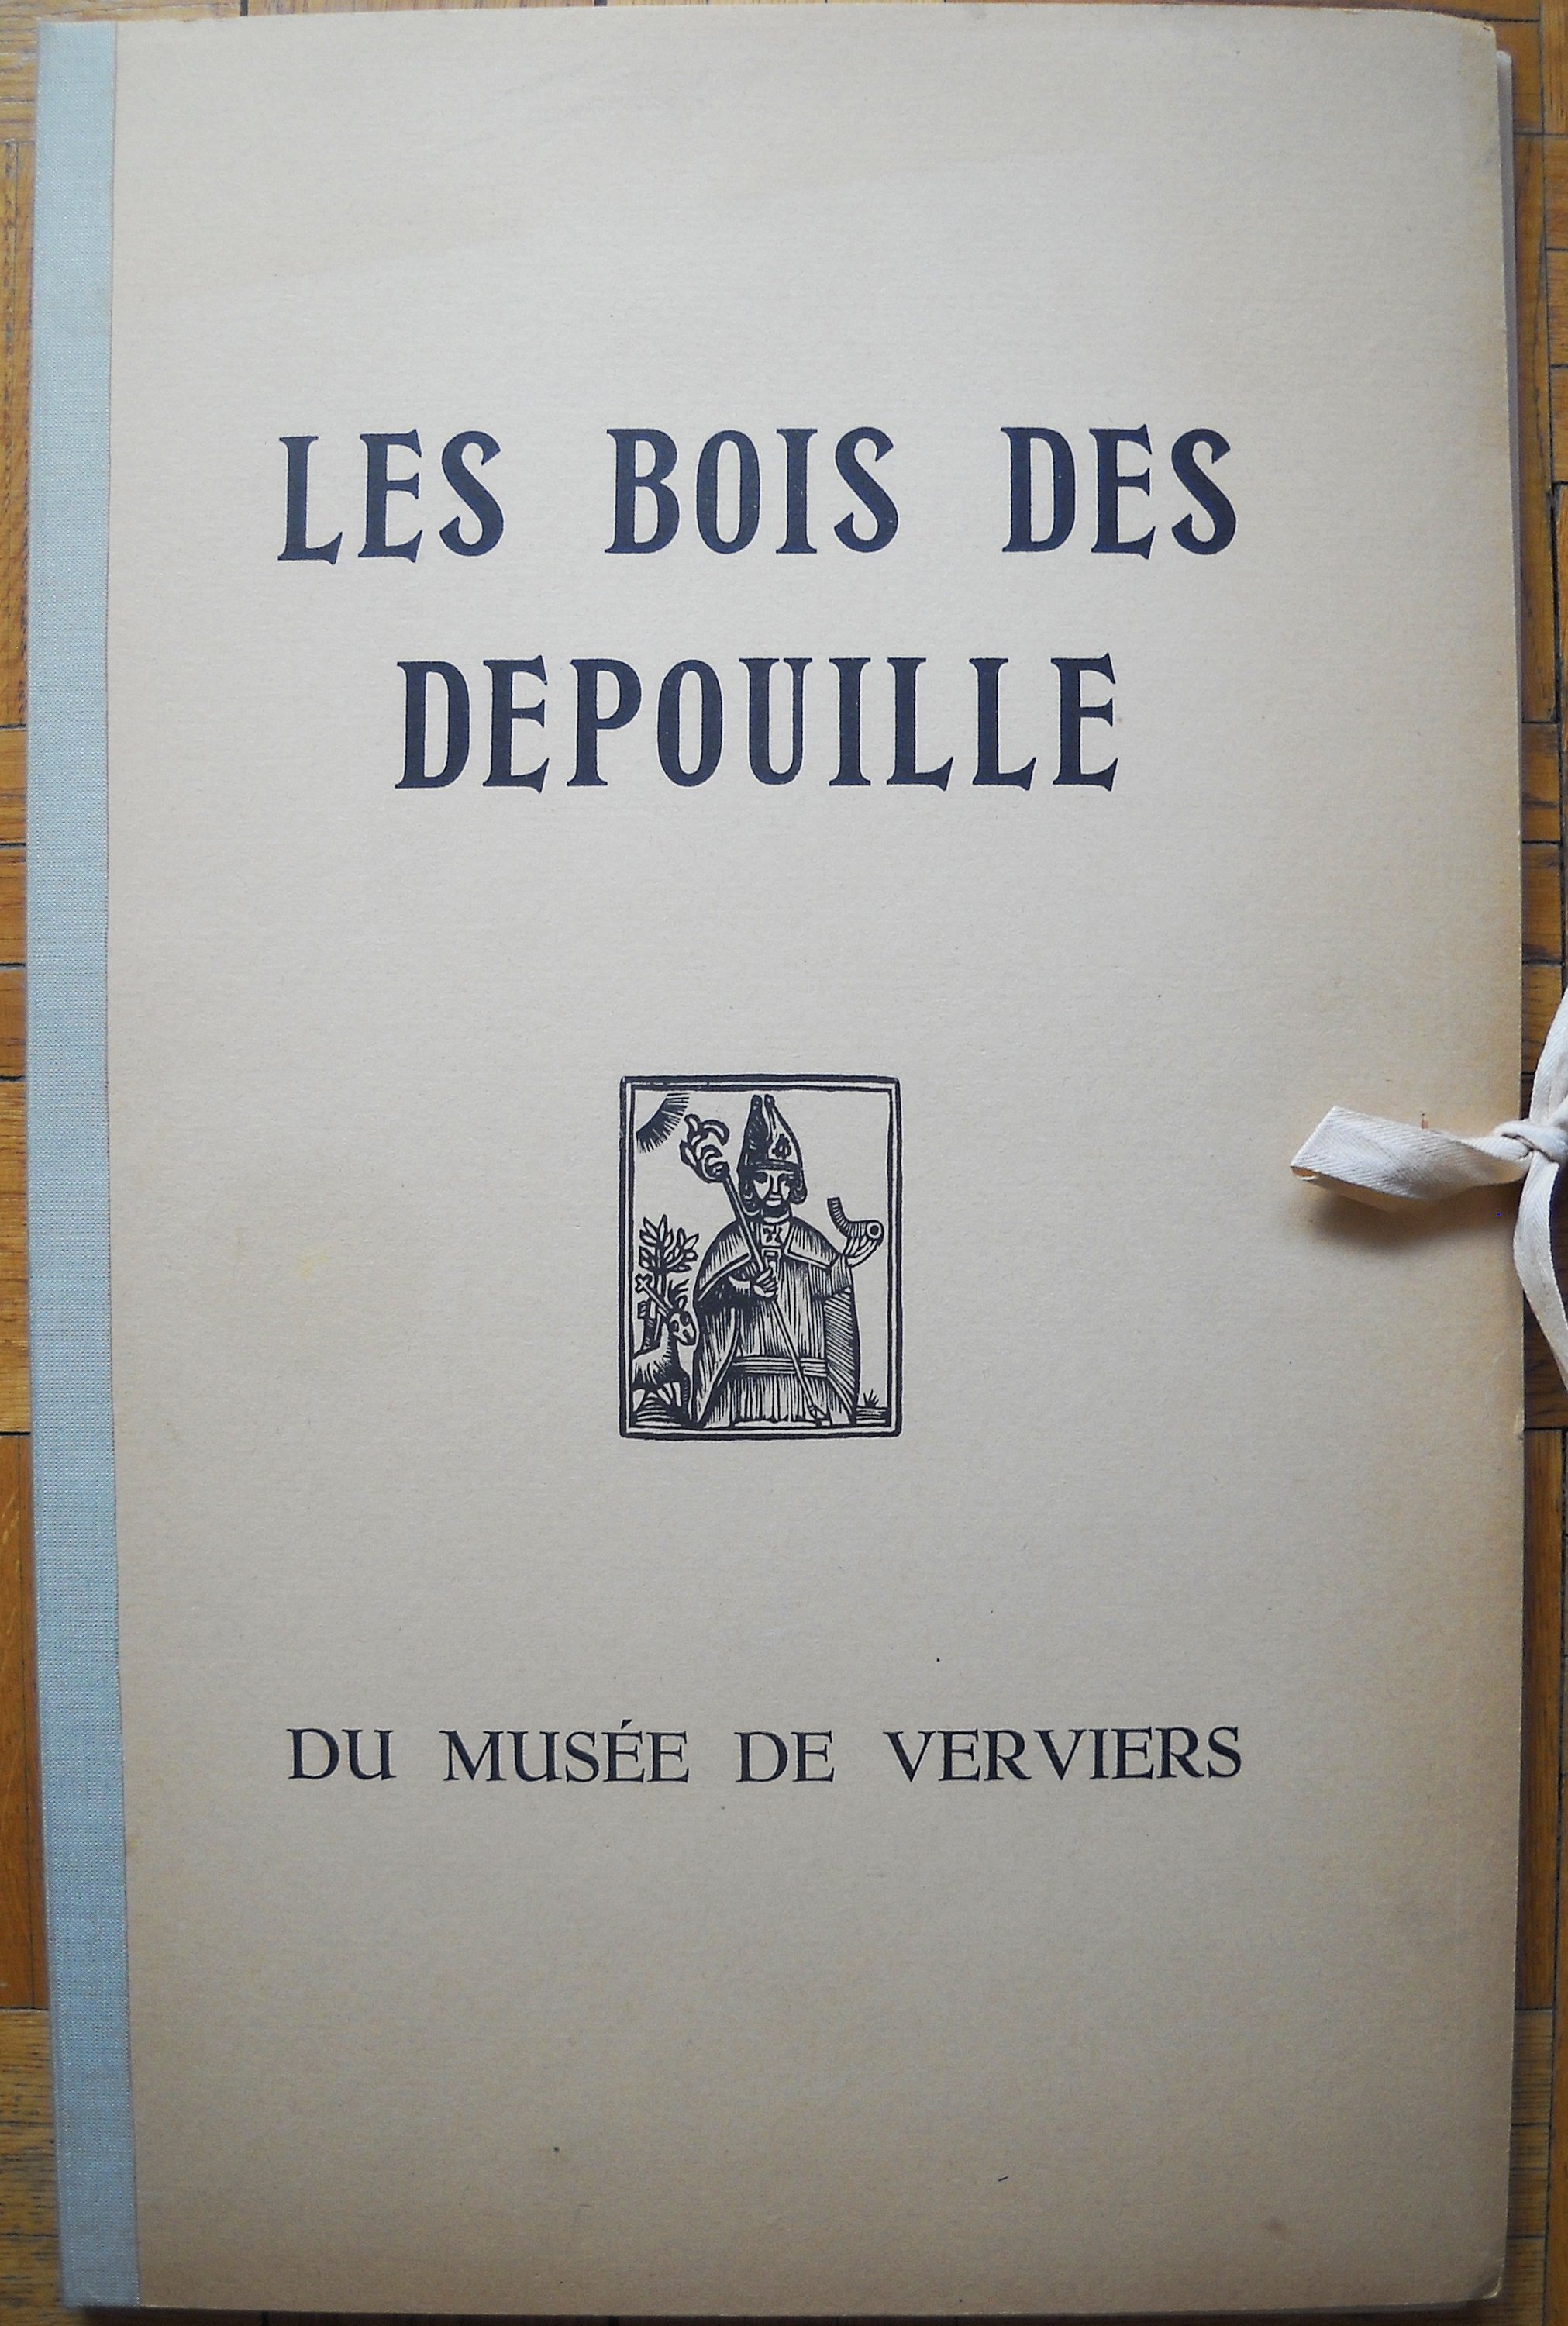 LES BOIS DES
DEPOUILLE
DU MUSÉE DE VERVIERS